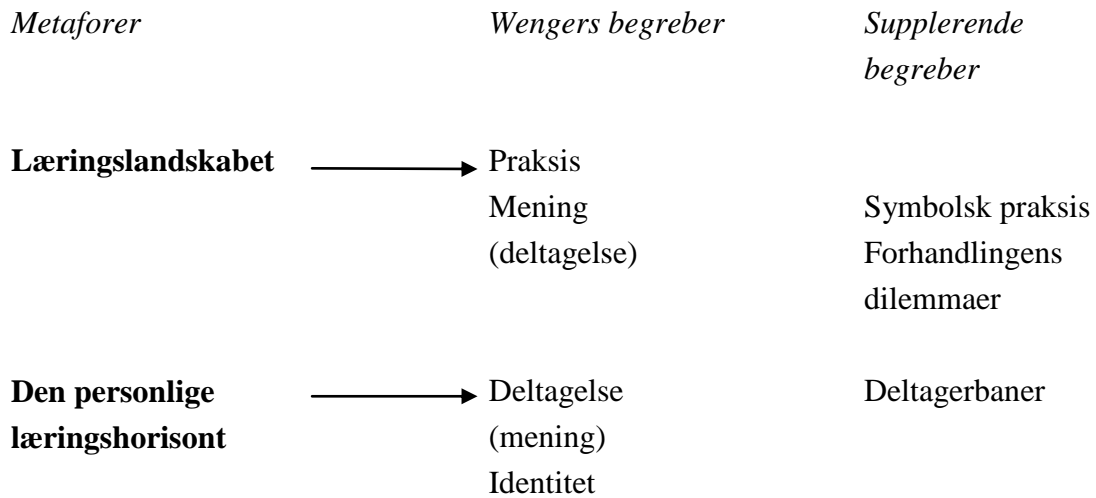 Metaforer Wengers begreber Supplerende
begreber
Læringslandskabet Praksis
Mening Symbolsk praksis
(deltagelse) Forhandlingens
dilemmaer
Den personlige Deltagelse Deltagerbaner
læringshorisont (mening)
Identitet